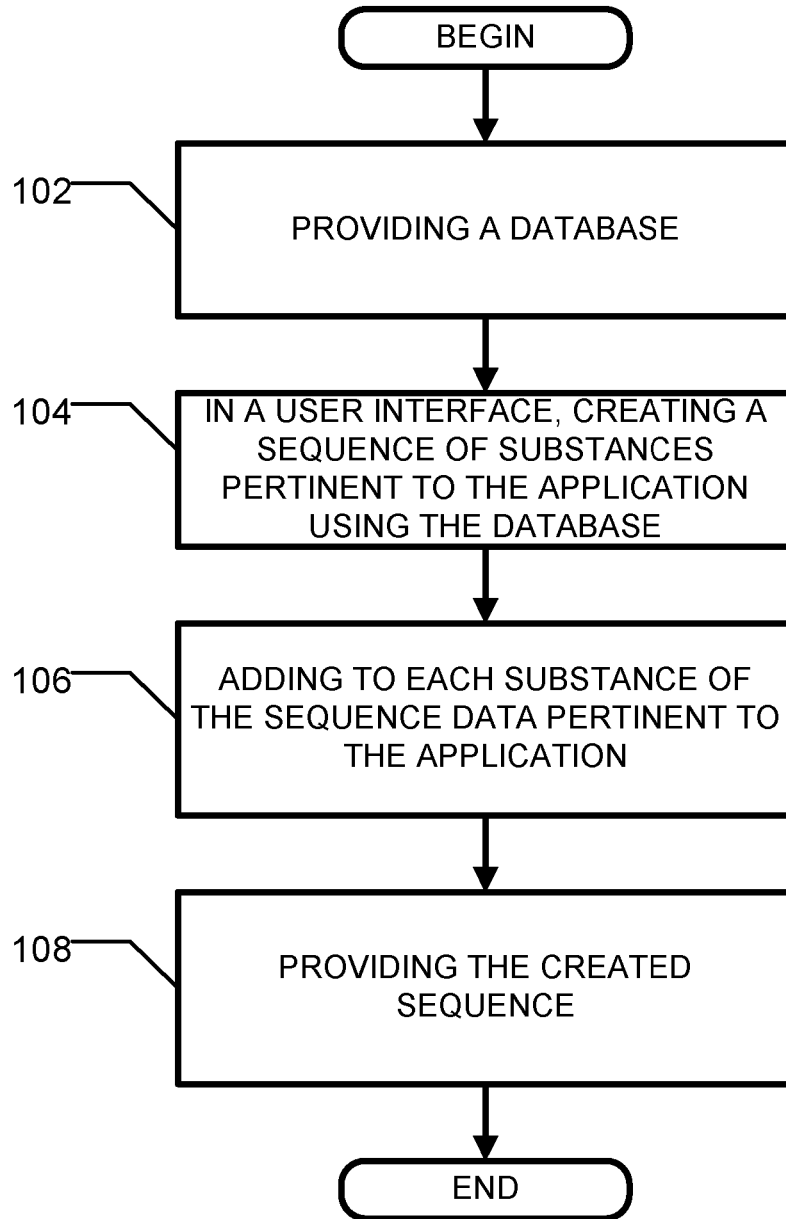 BEGIN
102
PROVIDING A DATABASE
104
IN A USER INTERFACE, CREATING A
SEQUENCE OF SUBSTANCES
PERTINENT TO THE APPLICATION
USING THE DATABASE
106
ADDING TO EACH SUBSTANCE OF
THE SEQUENCE DATA PERTINENT TO
THE APPLICATION
108
PROVIDING THE CREATED
SEQUENCE
END